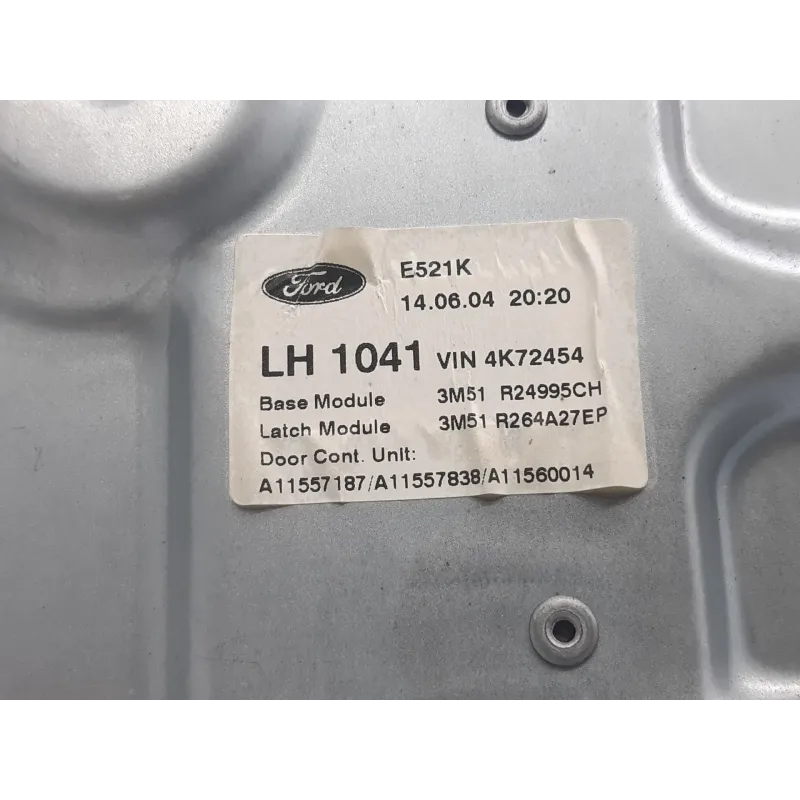 Ford
E521K
14.06.04 20:20
LH 1041 VIN 4K72454
Base Module 3M51 R24995CH
Latch Module 3M51 R264A27EP
Door Cont. Unit:
A11557187/A11557838/A11560014